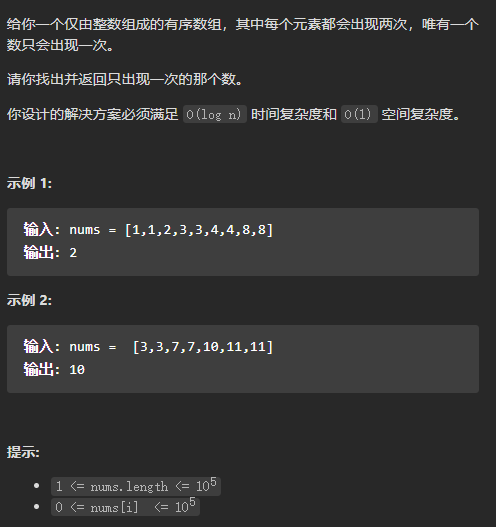 给你一个仅由整数组成的有序数组，其中每个元素都会出现两次，唯有一个
数只会出现一次。
请你找出并返回只出现一次的那个数。
你设计的解决方案必须满足 O(log n) 时间复杂度和 O(1) 空间复杂度。
示例 1:
输入: nums = [1,1,2,3,3,4,4,8,8]
输出: 2
示例 2:
输入: nums =  [3,3,7,7,10,11,11]
输出: 10
提示:
• 1 <= nums.length <= 10⁵
• 0 <= nums[i]  <= 10⁵